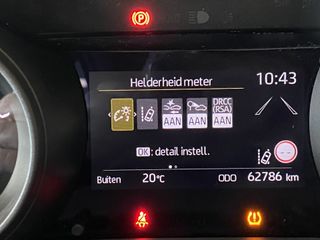 Helderheid meter
10:43
DRCC
(RSA)
AAN AAN AAN
OK : detail instell.
Buiten 20°C ODO 62786 km